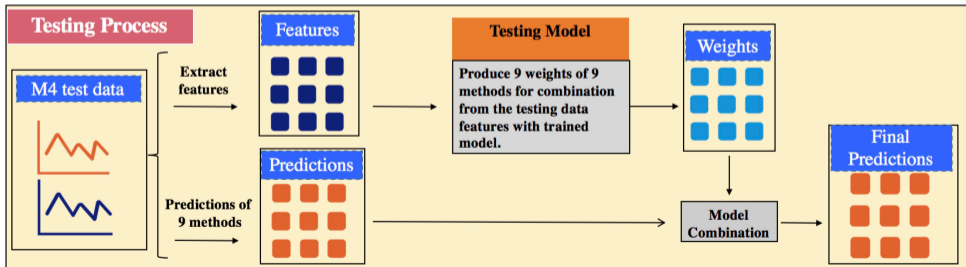 Testing Process
M4 test data
Extract
features
Predictions of
9 methods
Features
Predictions
Testing Model
Produce 9 weights of 9
methods for combination
from the testing data
features with trained
model.
Weights
Model
Combination
Final
Predictions